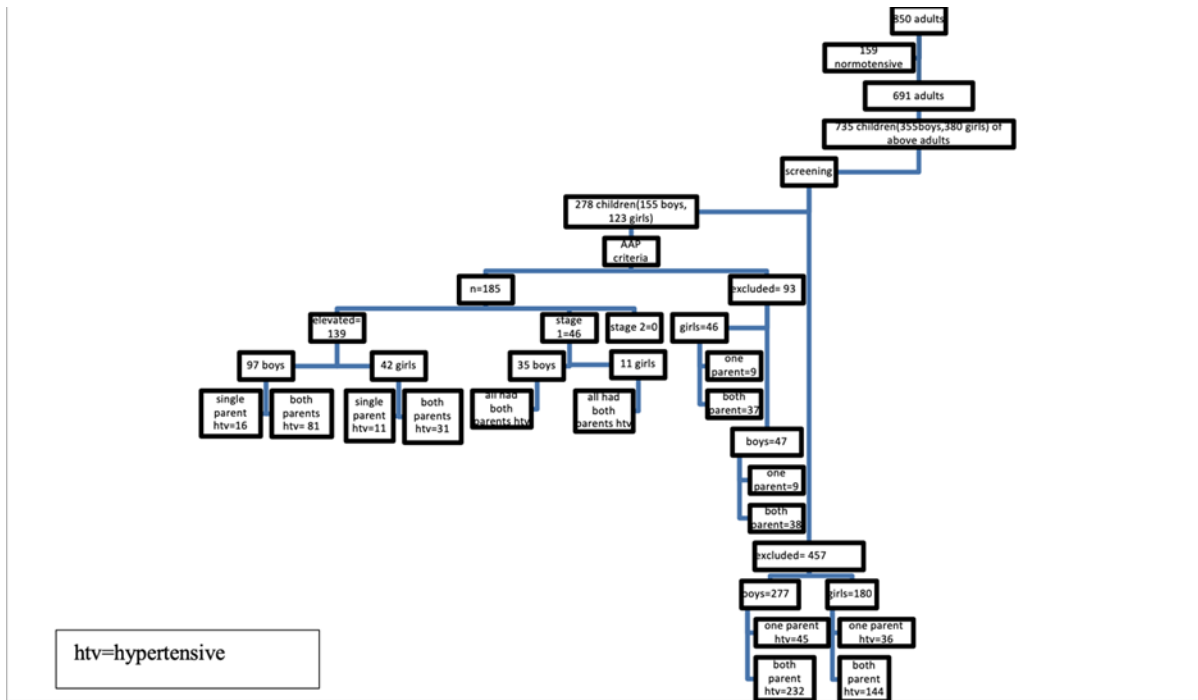 850 adults
159
normotensive
691 adults
735 children(355boys,380 girls) of
above adults
screening
278 children(155 boys,
123 girls)
AAP
criteria
n=185
excluded= 93
elevated=
139
stage
1=46
stage 2=0
girls=46
97 boys
42 girls
35 boys
11 girls
one
parent=9
both
parent=37
single
parent
htv=16
both
parents
htv= 81
single
parent
htv=11
both
parents
htv=31
all had
both
parents htv
all had
both
parents htv
boys=47
one
parent=9
both
parent=38
excluded= 457
boys=277
girls=180
one parent
htv=45
one parent
htv=36
both
parent
htv=232
both
parent
htv=144
htv=hypertensive